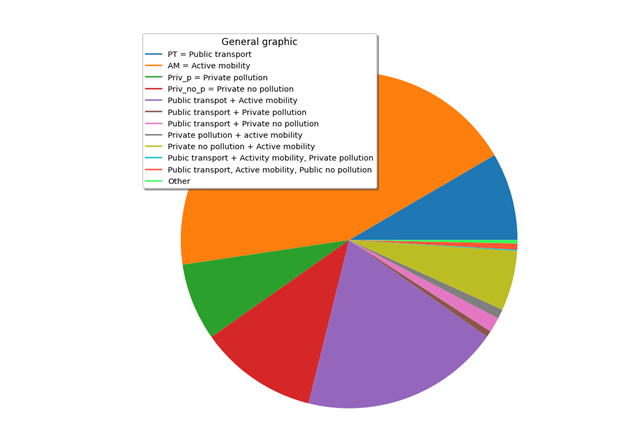 General graphic
PT = Public transport
AM = Active mobility
Priv_p = Private pollution
Priv_no_p = Private no pollution
Public transpot + Active mobility
Public transport + Private pollution
Public transport + Private no pollution
Private pollution + active mobility
Private no pollution + Active mobility
Pubic transport + Activity mobility, Private pollution
Public transport, Active mobility, Public no pollution
Other